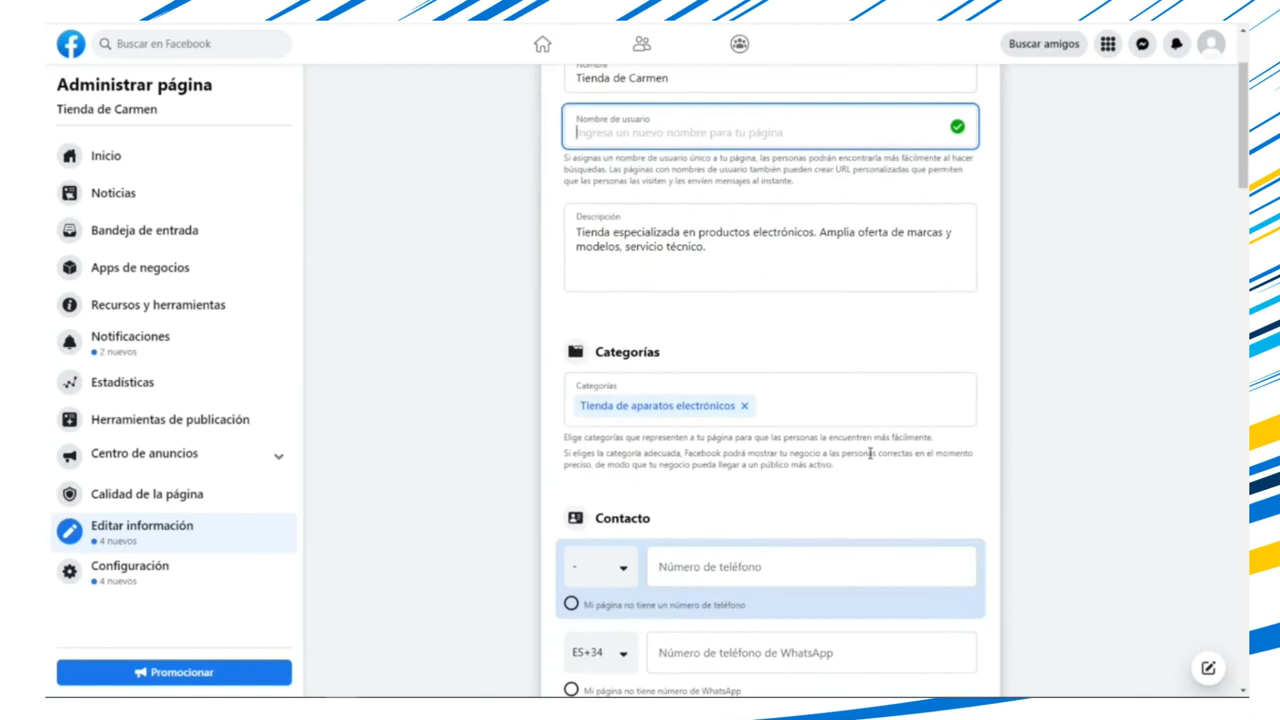 Buscar en Facebook
Buscar amigos
Administrar página
Tienda de Carmen
Inicio
Noticias
Bandeja de entrada
Apps de negocios
Recursos y herramientas
Notificaciones
2 nuevos
Estadísticas
Herramientas de publicación
Centro de anuncios
Calidad de la página
Editar información
4 nuevos
Configuración
4 nuevos
Promocionar
Nombre
Tienda de Carmen
Nombre de usuario
Ingresa un nuevo nombre para tu página
Si asignas un nombre de usuario único a tu página, las personas podrán encontrarla más fácilmente al hacer
búsquedas. Las páginas con nombres de usuario también pueden crear URL personalizadas que permiten
que las personas las visiten y les envíen mensajes al instante.
Descripción
Tienda especializada en productos electrónicos. Amplia oferta de marcas y
modelos, servicio técnico.
Categorías
Categorías
Tienda de aparatos electrónicos ×
Elige categorías que representen a tu página para que las personas la encuentren más fácilmente.
Si eliges la categoría adecuada, Facebook podrá mostrar tu negocio a las personas correctas en el momento
preciso, de modo que tu negocio pueda llegar a un público más activo.
Contacto
- Número de teléfono
Mi página no tiene un número de teléfono
ES+34 Número de teléfono de WhatsApp
Mi página no tiene número de WhatsApp